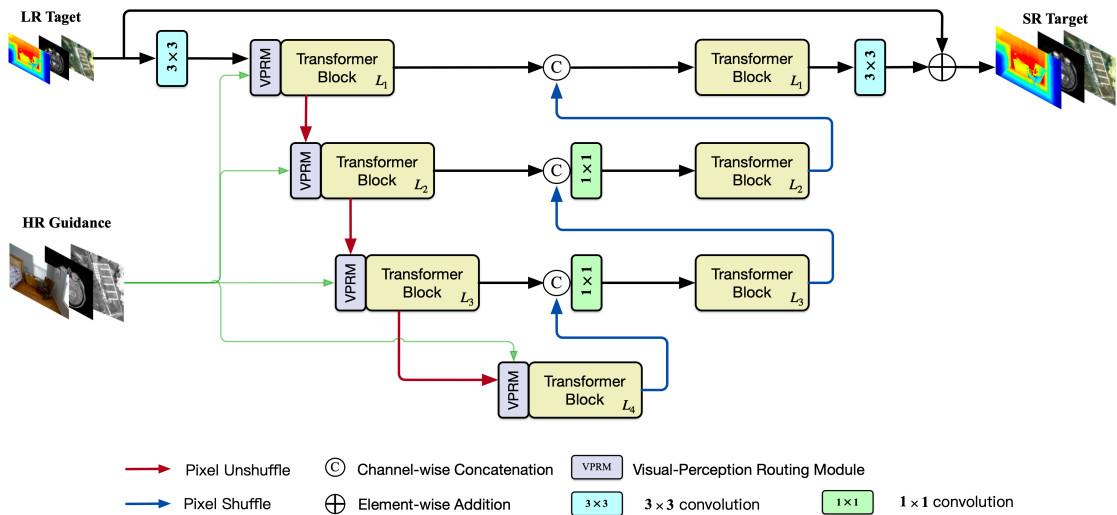 LR Taget
SR Target
3 × 3
VPRM
Transformer
Block
L1
C
Transformer
Block
L1
3 × 3
VPRM
Transformer
Block
L2
C
1 × 1
Transformer
Block
L2
HR Guidance
VPRM
Transformer
Block
L3
C
1 × 1
Transformer
Block
L3
VPRM
Transformer
Block
L4
Pixel Unshuffle
C
Channel-wise Concatenation
VPRM
Visual-Perception Routing Module
Pixel Shuffle
Element-wise Addition
3 × 3
3 × 3 convolution
1 × 1
1 × 1 convolution